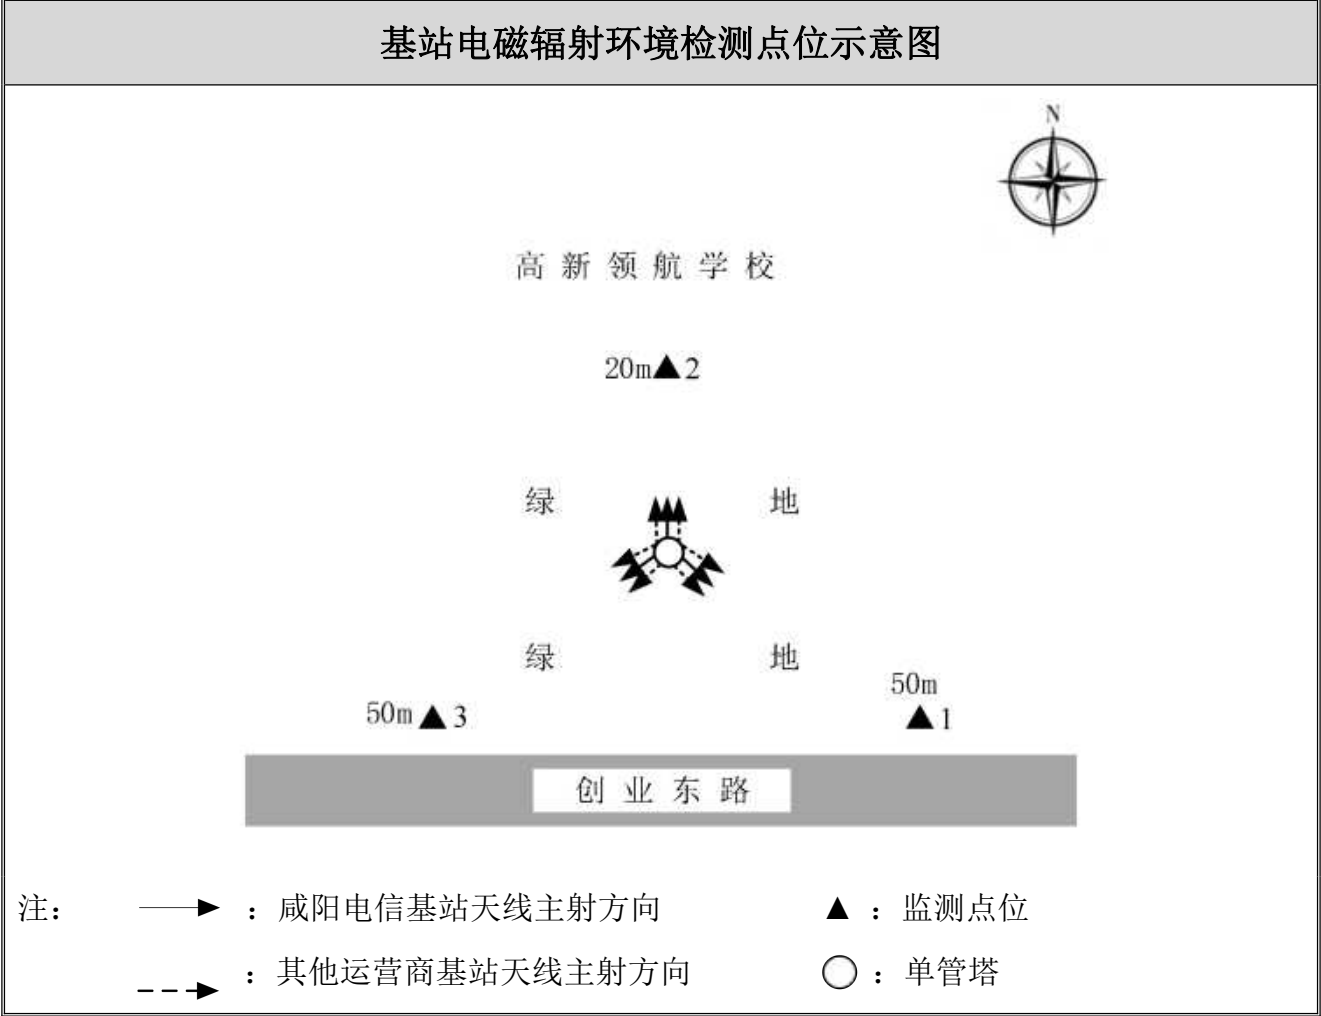 基站电磁辐射环境检测点位示意图
N
高新领航学校
20m▲2
绿 地
绿 地
50m
50m▲3 ▲1
创业东路
注： ：咸阳电信基站天线主射方向 ▲：监测点位
：其他运营商基站天线主射方向 ：单管塔